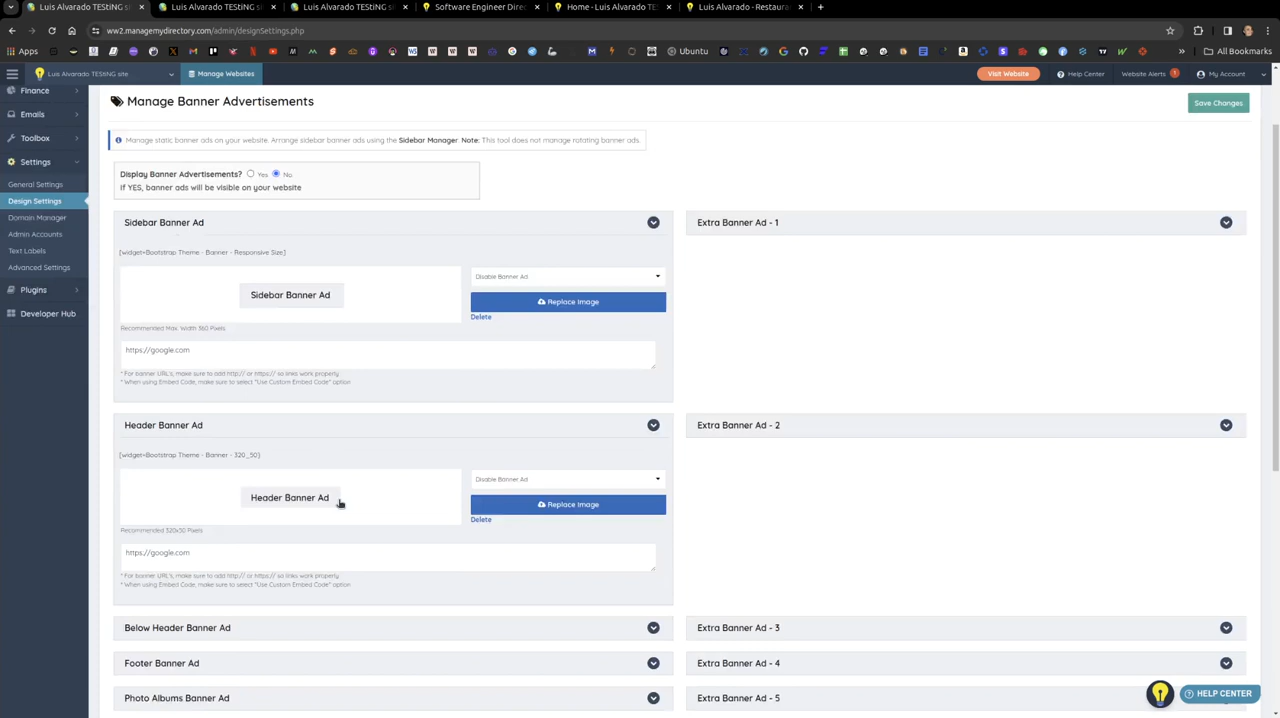 Luis Alvarado TESTING si
Luis Alvarado TESTING si
Luis Alvarado TESTING si
Software Engineer Direc
Home - Luis Alvarado TE
Luis Alvarado - Restaura
ww2.managemydirectory.com/admin/designSettings.php
Ubuntu
All Bookmarks
Luis Alvarado TESTING site
Manage Websites
Visit Website
Help Center
Website Alerts 1
My Account
Finance
Emails
Toolbox
Settings
General Settings
Design Settings
Domain Manager
Admin Accounts
Text Labels
Advanced Settings
Plugins
Developer Hub
Manage Banner Advertisements
Save Changes
Manage static banner ads on your website. Arrange sidebar banner ads using the Sidebar Manager. Note: This tool does not manage rotating banner ads.
Display Banner Advertisements? Yes No
If YES, banner ads will be visible on your website
Sidebar Banner Ad
Extra Banner Ad - 1
[widget=Bootstrap Theme - Banner - Responsive Size]
Sidebar Banner Ad
Disable Banner Ad
Replace Image
Delete
Recommended Max. Width 360 Pixels
https://google.com
* For banner URL's, make sure to add http:// or https:// so links work properly.
* When using Embed Code, make sure to select "Use Custom Embed Code" option
Header Banner Ad
Extra Banner Ad - 2
[widget=Bootstrap Theme - Banner - 320_50]
Header Banner Ad
Disable Banner Ad
Replace Image
Delete
Recommended 320x50 Pixels
https://google.com
* For banner URL's, make sure to add http:// or https:// so links work properly.
* When using Embed Code, make sure to select "Use Custom Embed Code" option
Below Header Banner Ad
Extra Banner Ad - 3
Footer Banner Ad
Extra Banner Ad - 4
Photo Albums Banner Ad
Extra Banner Ad - 5
HELP CENTER